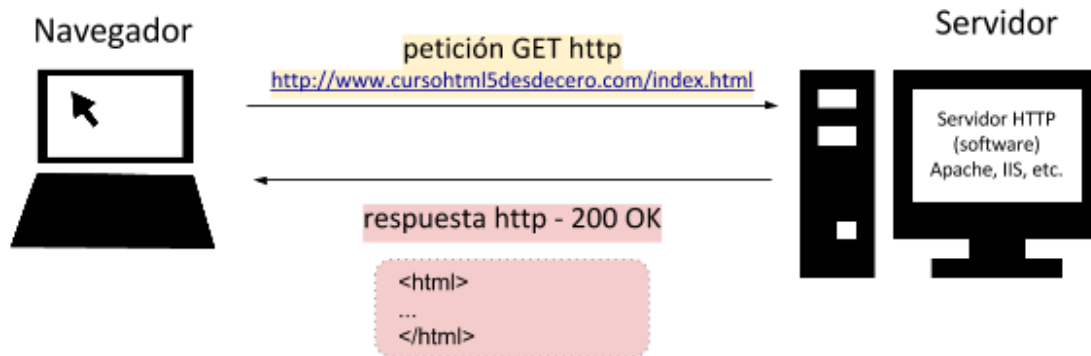 Navegador
Servidor
petición GET http
http://www.cursohtml5desdecero.com/index.html
Servidor HTTP
(software)
Apache, IIS, etc.
respuesta http - 200 OK
<html>
...
</html>